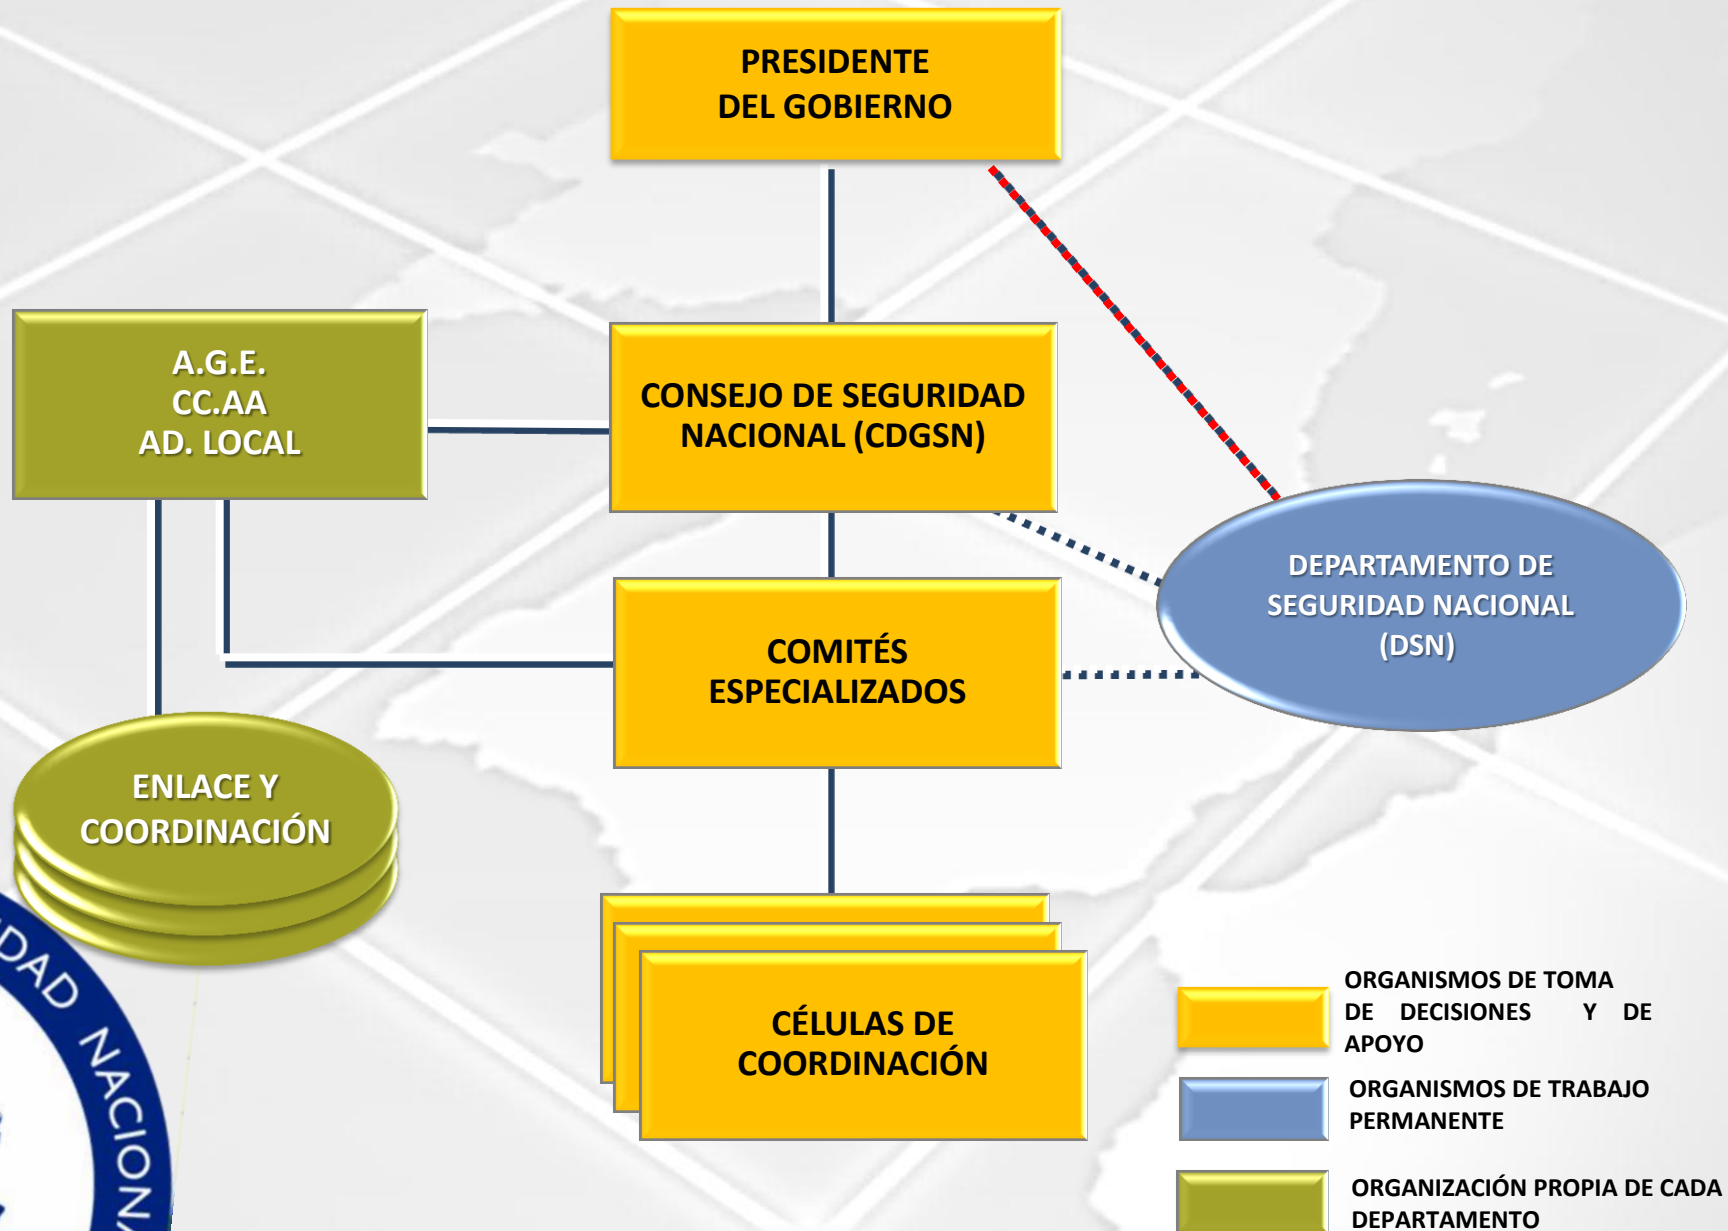 PRESIDENTE
DEL GOBIERNO
A.G.E.
CC.AA
AD. LOCAL
CONSEJO DE SEGURIDAD
NACIONAL (CDGSN)
DEPARTAMENTO DE
SEGURIDAD NACIONAL
(DSN)
COMITÉS
ESPECIALIZADOS
ENLACE Y
COORDINACIÓN
CÉLULAS DE
COORDINACIÓN
ORGANISMOS DE TOMA
DE DECISIONES Y DE
APOYO
ORGANISMOS DE TRABAJO
PERMANENTE
ORGANIZACIÓN PROPIA DE CADA
DEPARTAMENTO